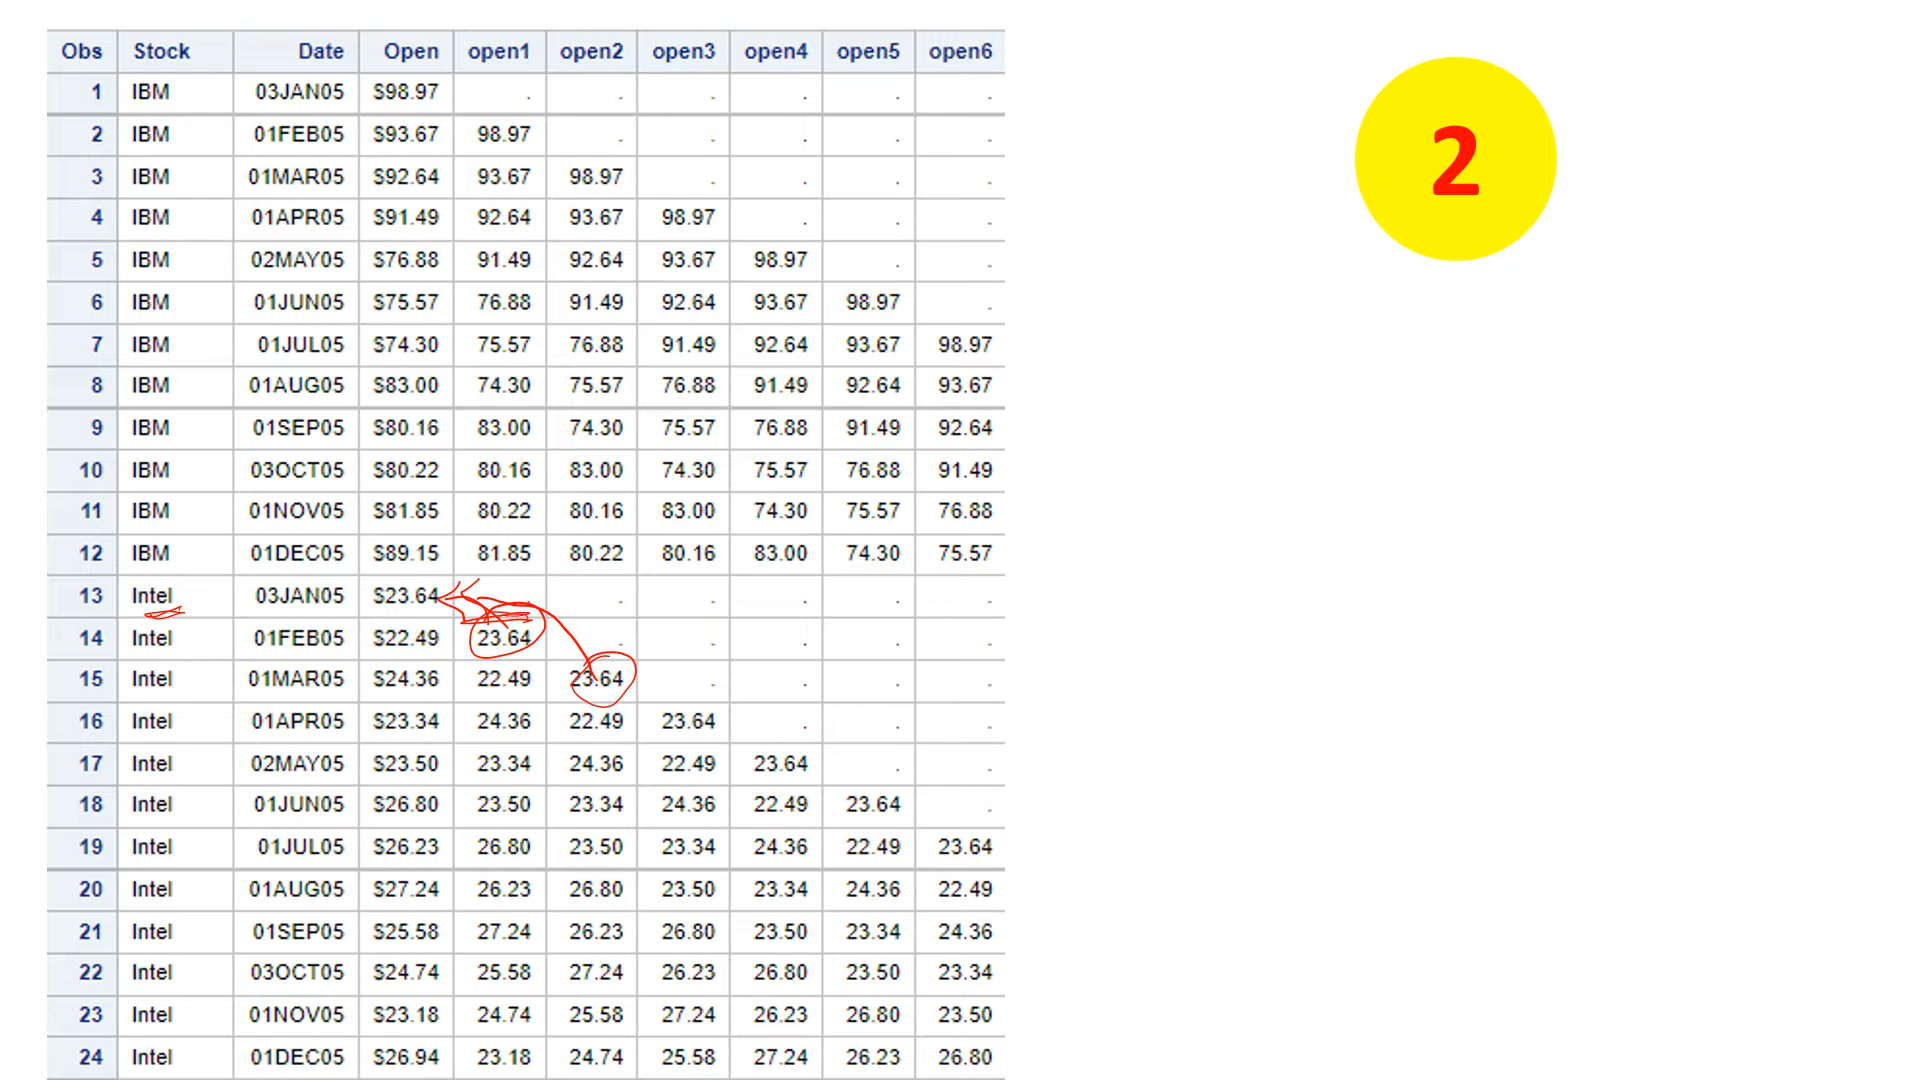 Obs Stock Date Open open1 open2 open3 open4 open5 open6
1 IBM 03JAN05 $98.97 . . . . . .
2 IBM 01FEB05 $93.67 98.97 . . . . .
3 IBM 01MAR05 $92.64 93.67 98.97 . . . .
4 IBM 01APR05 $91.49 92.64 93.67 98.97 . . .
5 IBM 02MAY05 $76.88 91.49 92.64 93.67 98.97 . .
6 IBM 01JUN05 $75.57 76.88 91.49 92.64 93.67 98.97 .
7 IBM 01JUL05 $74.30 75.57 76.88 91.49 92.64 93.67 98.97
8 IBM 01AUG05 $83.00 74.30 75.57 76.88 91.49 92.64 93.67
9 IBM 01SEP05 $80.16 83.00 74.30 75.57 76.88 91.49 92.64
10 IBM 03OCT05 $80.22 80.16 83.00 74.30 75.57 76.88 91.49
11 IBM 01NOV05 $81.85 80.22 80.16 83.00 74.30 75.57 76.88
12 IBM 01DEC05 $89.15 81.85 80.22 80.16 83.00 74.30 75.57
13 Intel 03JAN05 $23.64 . . . . . .
14 Intel 01FEB05 $22.49 23.64 . . . . .
15 Intel 01MAR05 $24.36 22.49 23.64 . . . .
16 Intel 01APR05 $23.34 24.36 22.49 23.64 . . .
17 Intel 02MAY05 $23.50 23.34 24.36 22.49 23.64 . .
18 Intel 01JUN05 $26.80 23.50 23.34 24.36 22.49 23.64 .
19 Intel 01JUL05 $26.23 26.80 23.50 23.34 24.36 22.49 23.64
20 Intel 01AUG05 $27.24 26.23 26.80 23.50 23.34 24.36 22.49
21 Intel 01SEP05 $25.58 27.24 26.23 26.80 23.50 23.34 24.36
22 Intel 03OCT05 $24.74 25.58 27.24 26.23 26.80 23.50 23.34
23 Intel 01NOV05 $23.18 24.74 25.58 27.24 26.23 26.80 23.50
24 Intel 01DEC05 $26.94 23.18 24.74 25.58 27.24 26.23 26.80
2